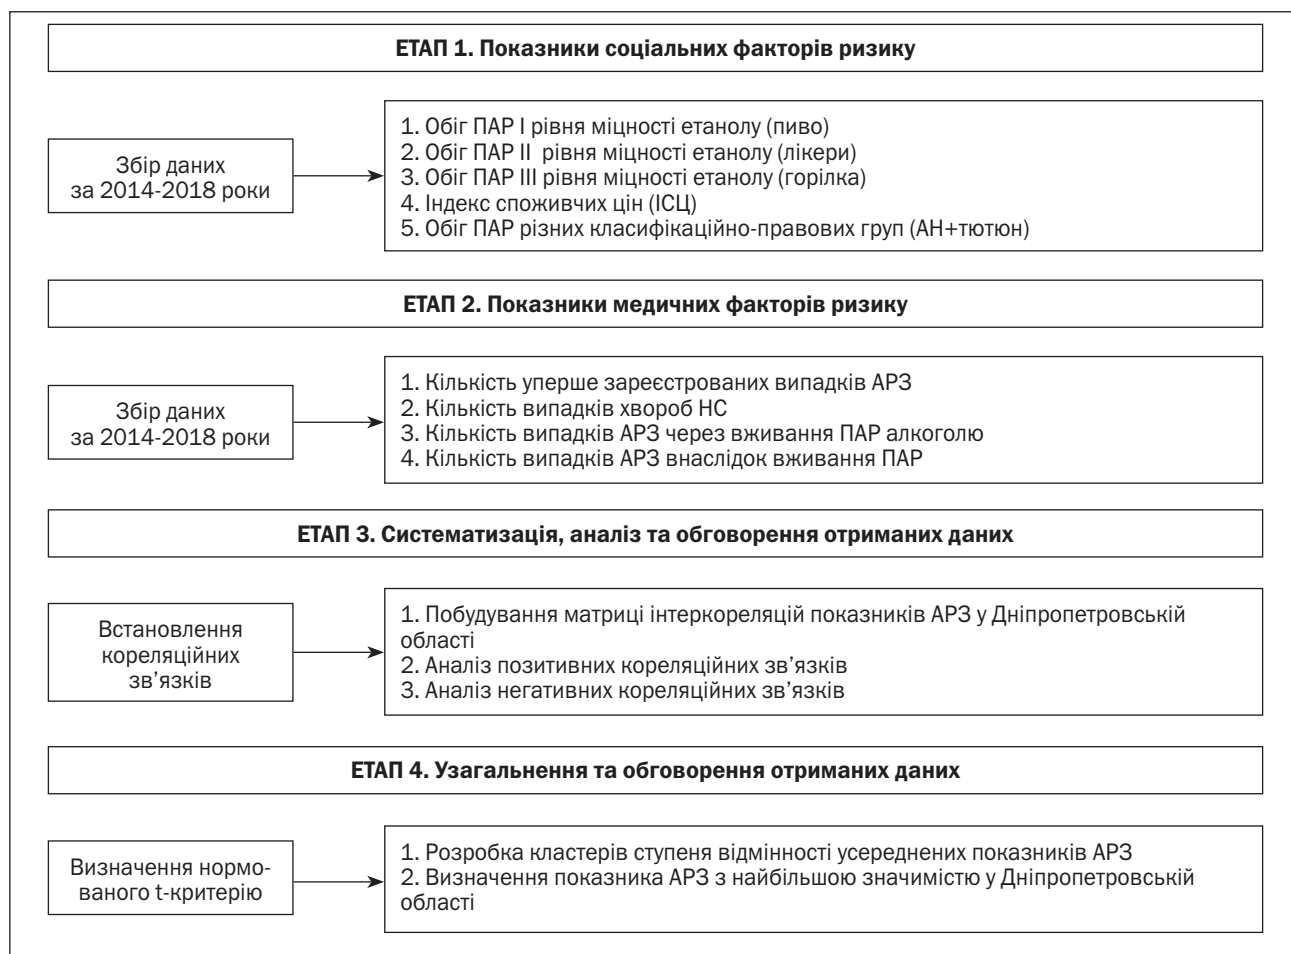 ЕТАП 1. Показники соціальних факторів ризику
Збір даних
за 2014-2018 роки
1. Обіг ПАР I рівня міцності етанолу (пиво)
2. Обіг ПАР II рівня міцності етанолу (лікери)
3. Обіг ПАР III рівня міцності етанолу (горілка)
4. Індекс споживчих цін (ІСЦ)
5. Обіг ПАР різних класифікаційно-правових груп (АН+тютюн)
ЕТАП 2. Показники медичних факторів ризику
Збір даних
за 2014-2018 роки
1. Кількість уперше зареєстрованих випадків АРЗ
2. Кількість випадків хвороб НС
3. Кількість випадків АРЗ через вживання ПАР алкоголю
4. Кількість випадків АРЗ внаслідок вживання ПАР
ЕТАП 3. Систематизація, аналіз та обговорення отриманих даних
Встановлення
кореляційних
зв’язків
1. Побудування матриці інтеркореляцій показників АРЗ у Дніпропетровській
області
2. Аналіз позитивних кореляційних зв’язків
3. Аналіз негативних кореляційних зв’язків
ЕТАП 4. Узагальнення та обговорення отриманих даних
Визначення нормо-
ваного t-критерію
1. Розробка кластерів ступеня відмінності усереднених показників АРЗ
2. Визначення показника АРЗ з найбільшою значимістю у Дніпропетровській
області